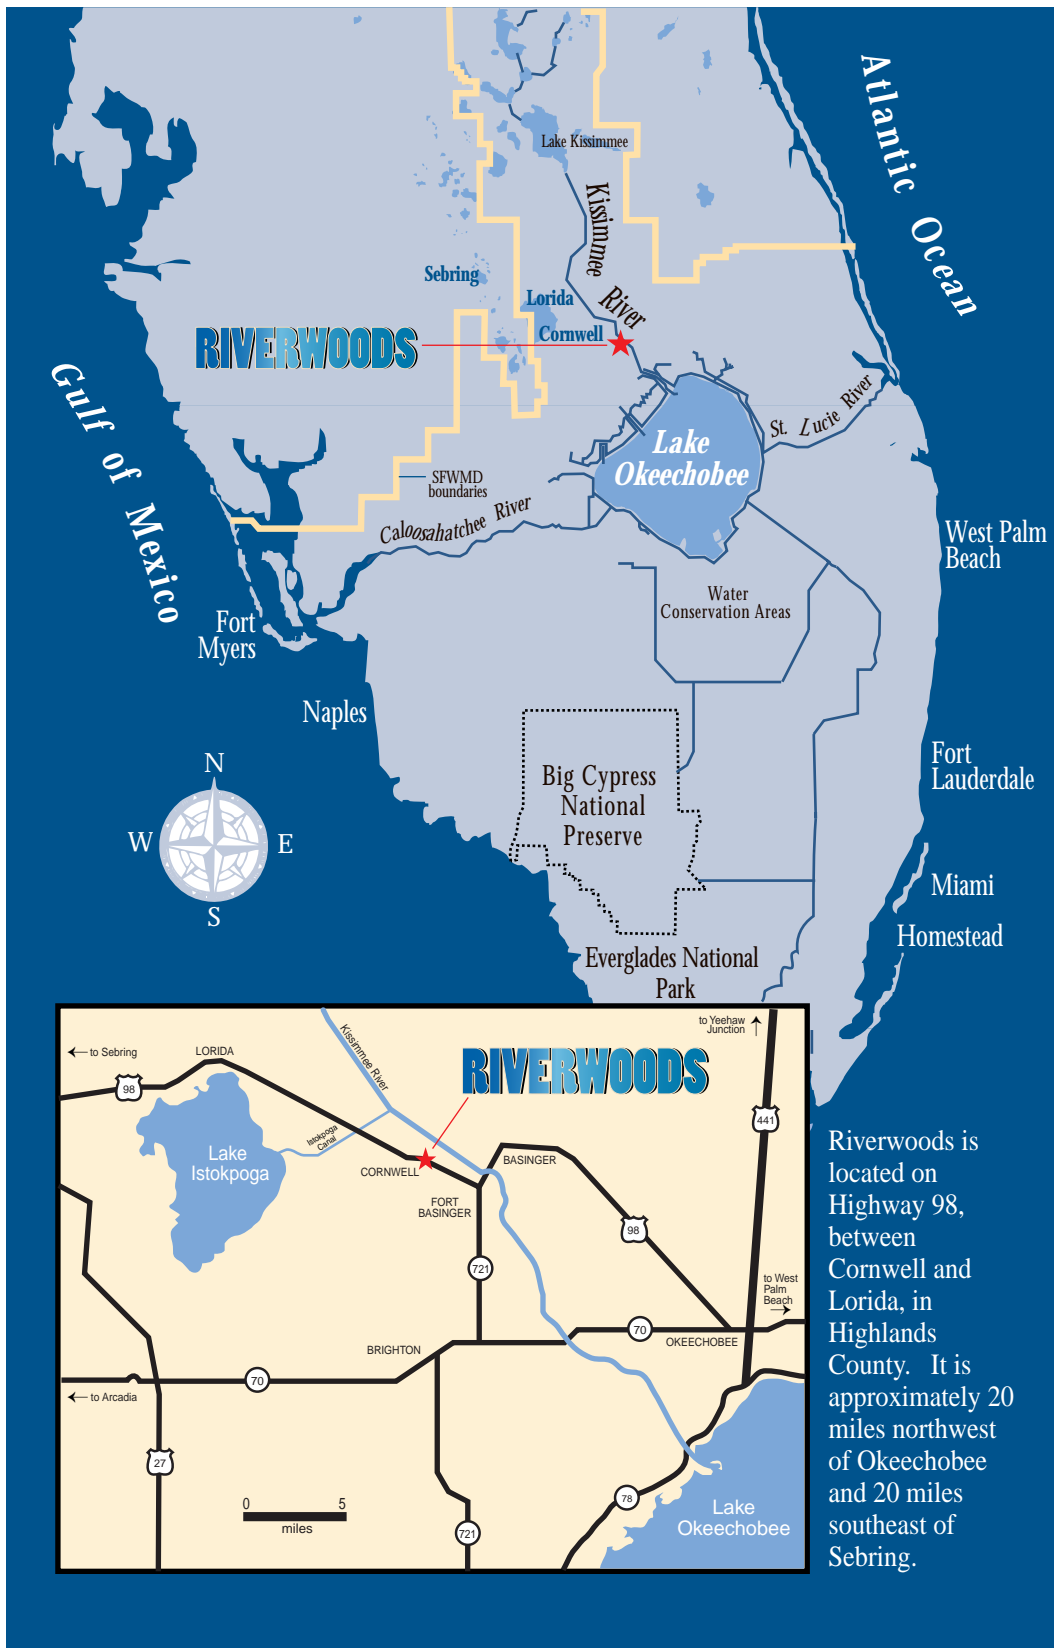 Atlantic Ocean
Lake Kissimmee
Kissimmee River
Sebring
Lorida
Cornwell
RIVERWOODS
Gulf of Mexico
St. Lucie River
Lake
Okeechobee
SFWMD
boundaries
Caloosahatchee River
West Palm
Beach
Water
Conservation Areas
Fort
Myers
Naples
N
W
E
S
Big Cypress
National
Preserve
Fort
Lauderdale
Miami
Homestead
Everglades National
Park
to Yeehaw
Junction
to Sebring
LORIDA
Kissimmee River
RIVERWOODS
98
441
Istokpoga
Canal
Lake
Istokpoga
CORNWELL
BASINGER
FORT
BASINGER
98
721
to West
Palm
Beach
70
OKEECHOBEE
BRIGHTON
70
to Arcadia
27
0 5
miles
78
721
Lake
Okeechobee
Riverwoods is
located on
Highway 98,
between
Cornwell and
Lorida, in
Highlands
County. It is
approximately 20
miles northwest
of Okeechobee
and 20 miles
southeast of
Sebring.